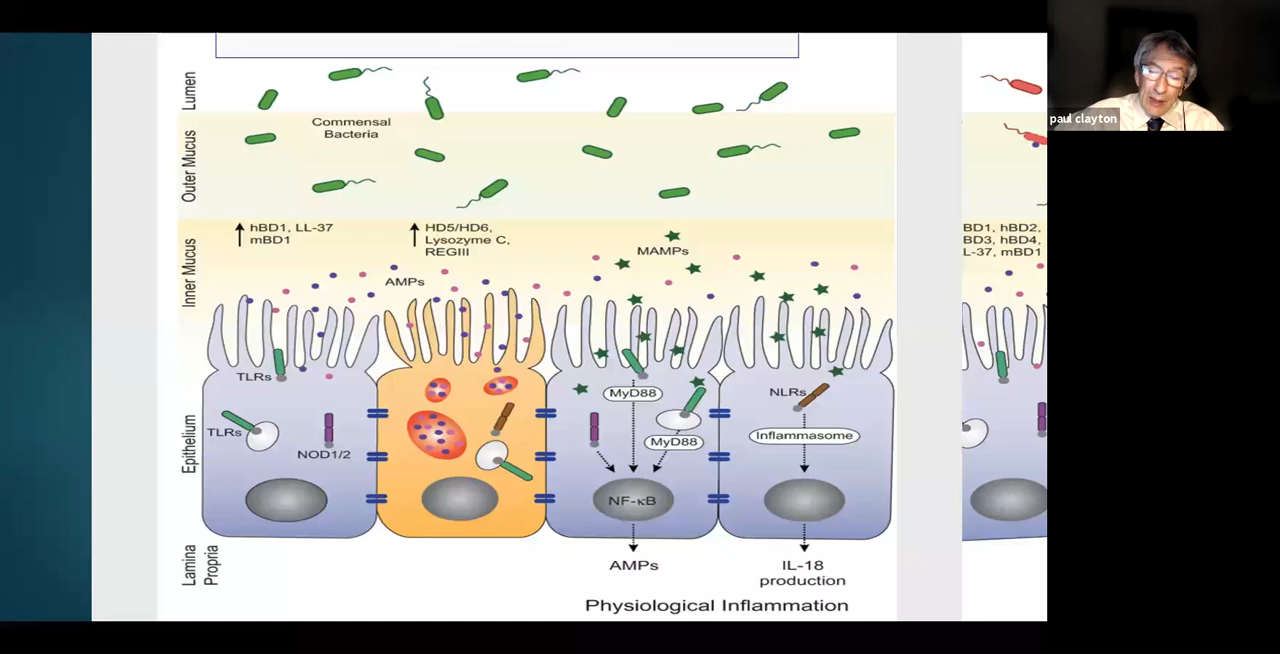 paul clayton
Lumen
Outer Mucus
Inner Mucus
Epithelium
Lamina
Propria
Commensal
Bacteria
hBD1, LL-37
mBD1
HD5/HD6,
Lysozyme C,
REGIII
MAMPs
AMPs
BD1, hBD2,
BD3, hBD4,
L-37, mBD1
TLRs
TLRs
NOD1/2
MyD88
MyD88
NF-κB
AMPs
NLRs
Inflammasome
IL-18
production
Physiological Inflammation